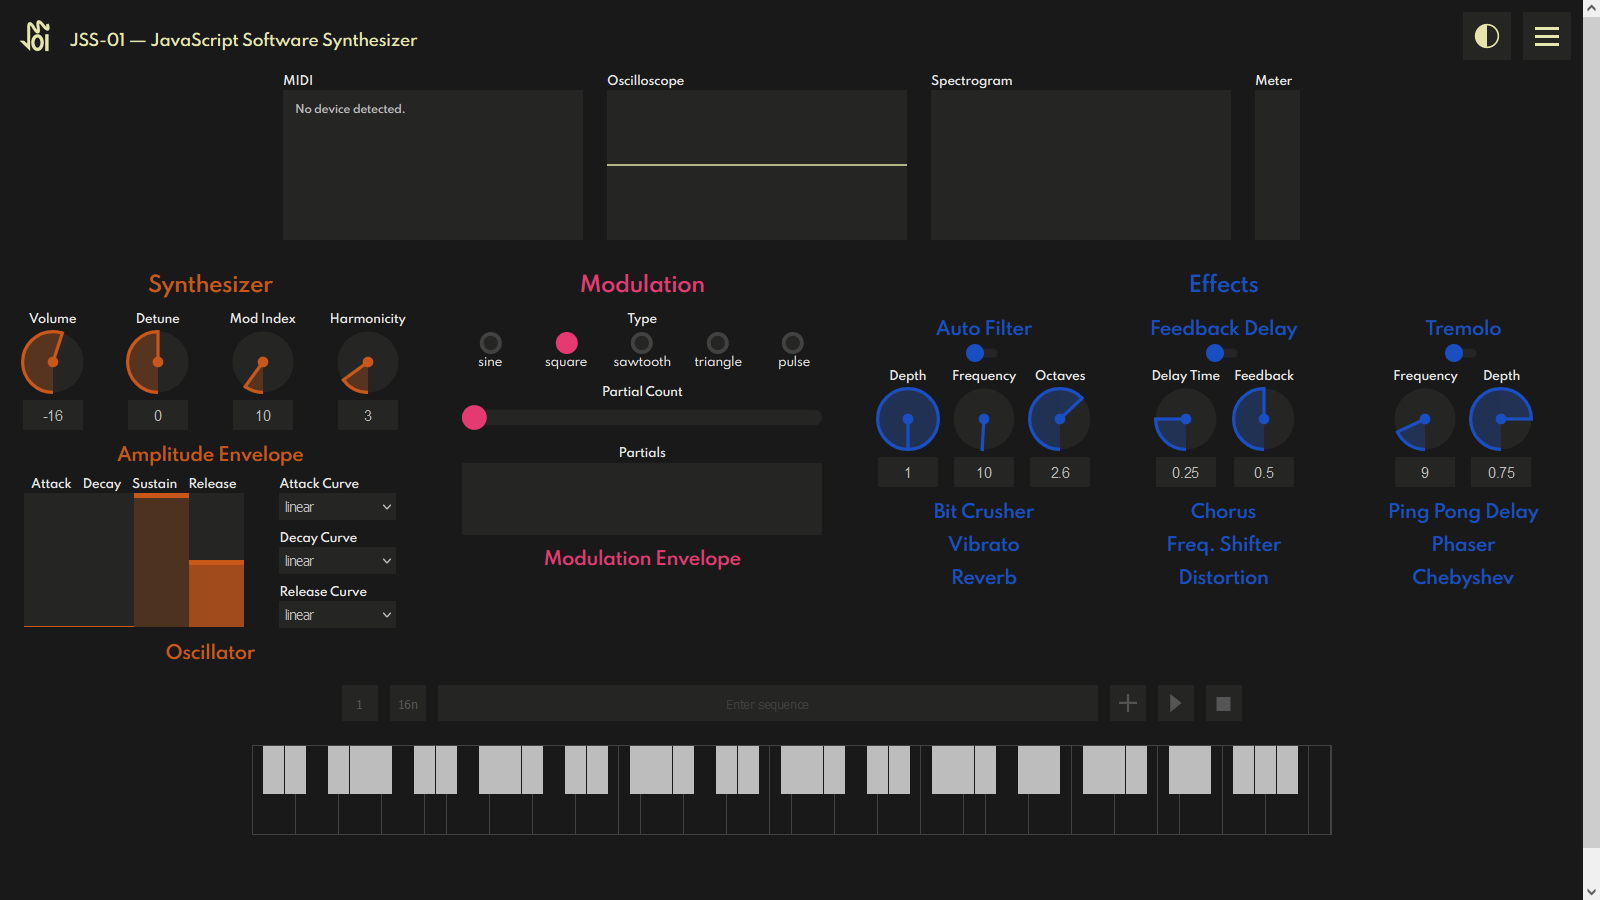 JSS-01 — JavaScript Software Synthesizer
MIDI
Oscilloscope
Spectrogram
Meter
No device detected.
Synthesizer
Volume
Detune
Mod Index
Harmonicity
-16
0
10
3
Amplitude Envelope
Attack
Decay
Sustain
Release
Attack Curve
linear
Decay Curve
linear
Release Curve
linear
Oscillator
Modulation
Type
sine
square
sawtooth
triangle
pulse
Partial Count
Partials
Modulation Envelope
Effects
Auto Filter
Depth
Frequency
Octaves
1
10
2.6
Feedback Delay
Delay Time
Feedback
0.25
0.5
Tremolo
Frequency
Depth
9
0.75
Bit Crusher
Chorus
Ping Pong Delay
Vibrato
Freq. Shifter
Phaser
Reverb
Distortion
Chebyshev
1
16n
Enter sequence